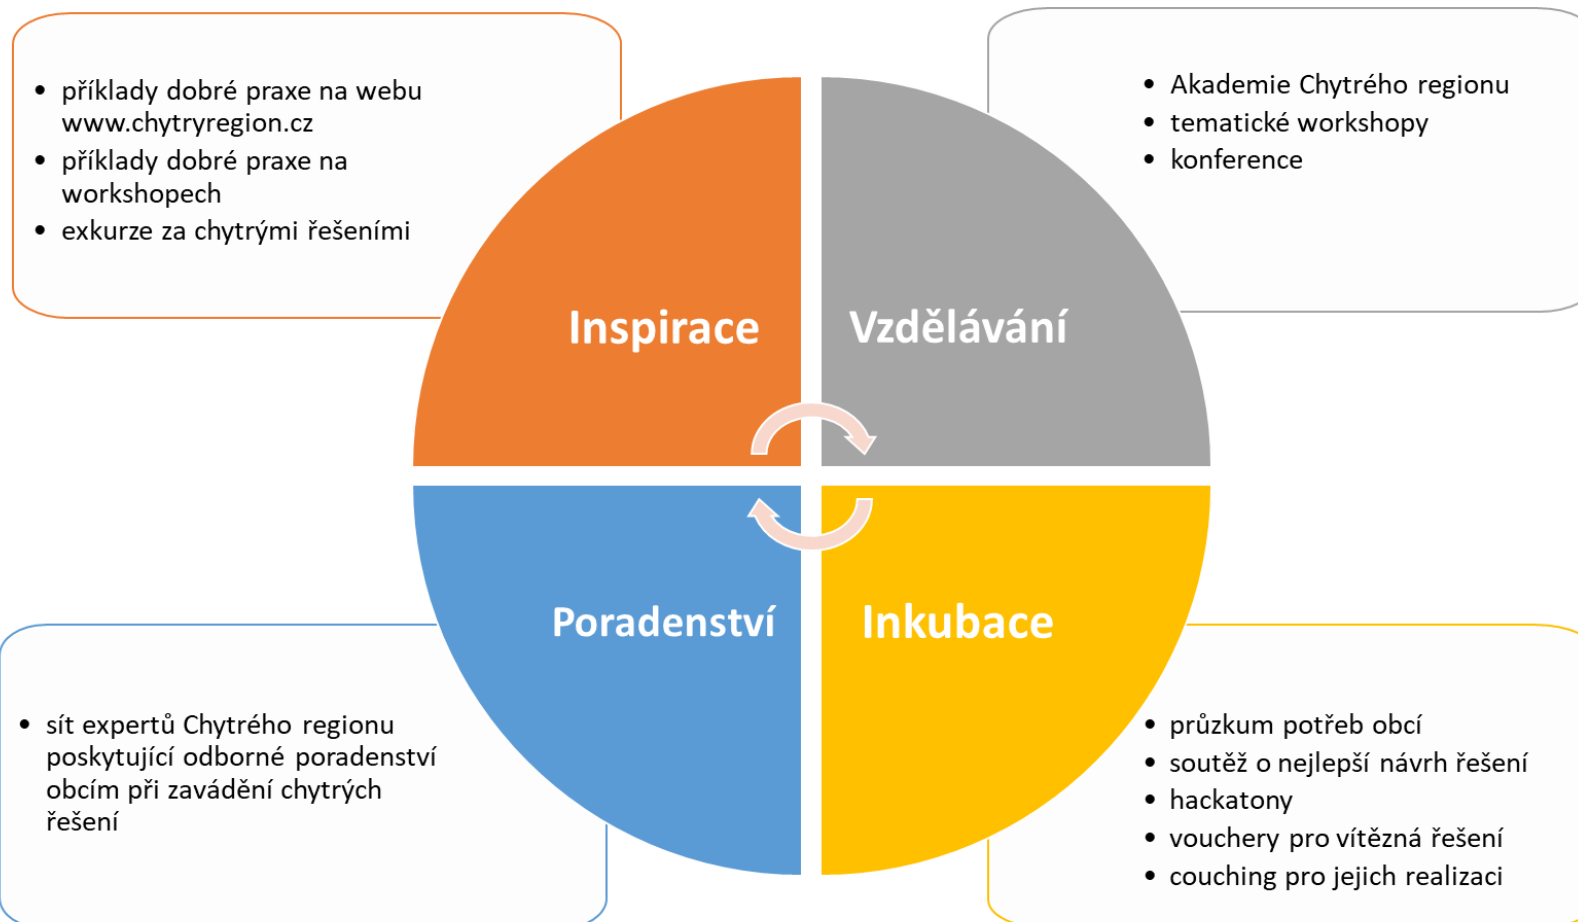 • příklady dobré praxe na webu
www.chytryregion.cz
• příklady dobré praxe na
workshopech
• exkurze za chytrými řešeními
• Akademie Chytrého regionu
• tematické workshopy
• konference
Inspirace
Vzdělávání
Poradenství
Inkubace
• sít expertů Chytrého regionu
poskytující odborné poradenství
obcím při zavádění chytrých
řešení
• průzkum potřeb obcí
• soutěž o nejlepší návrh řešení
• hackatony
• vouchery pro vítězná řešení
• couching pro jejich realizaci